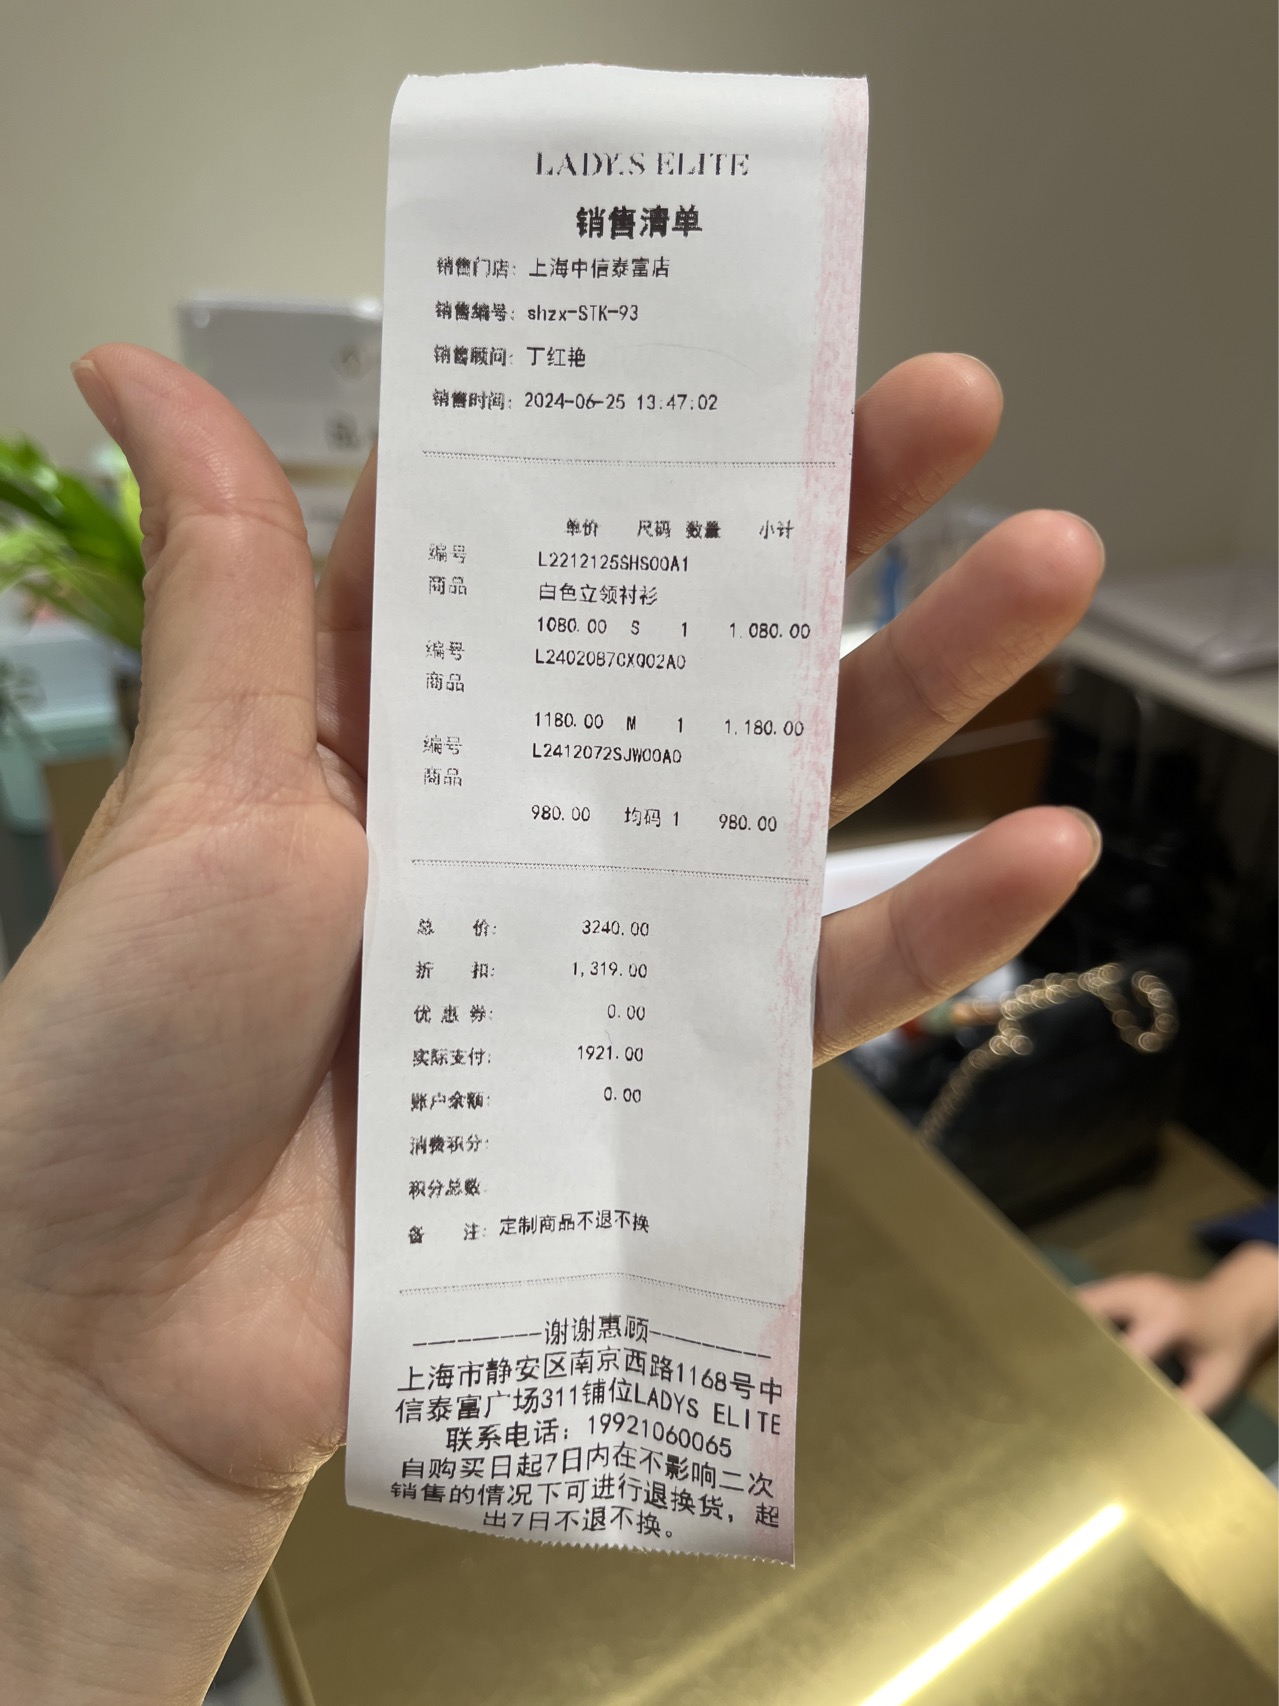 LADY.S ELITE
销售清单
销售门店: 上海中信泰富店
销售编号: shzx-STK-93
销售顾问: 丁红艳
销售时间: 2024-06-25 13:47:02
单价 尺码 数量 小计
编号 L2212125SHS00A1
商品 白色立领衬衫
1080.00 S 1 1,080.00
编号 L2402087CXQ02A0
商品
1180.00 M 1 1,180.00
编号 L2412072SJW00A0
商品
980.00 均码 1 980.00
总 价: 3240.00
折 扣: 1,319.00
优惠券: 0.00
实际支付: 1921.00
账户余额: 0.00
消费积分:
积分总数
备 注: 定制商品不退不换
---------谢谢惠顾---------
上海市静安区南京西路1168号中
信泰富广场311铺位LADYS ELITE
联系电话: 19921060065
自购买日起7日内在不影响二次
销售的情况下可进行退换货, 超
出7日不退不换。